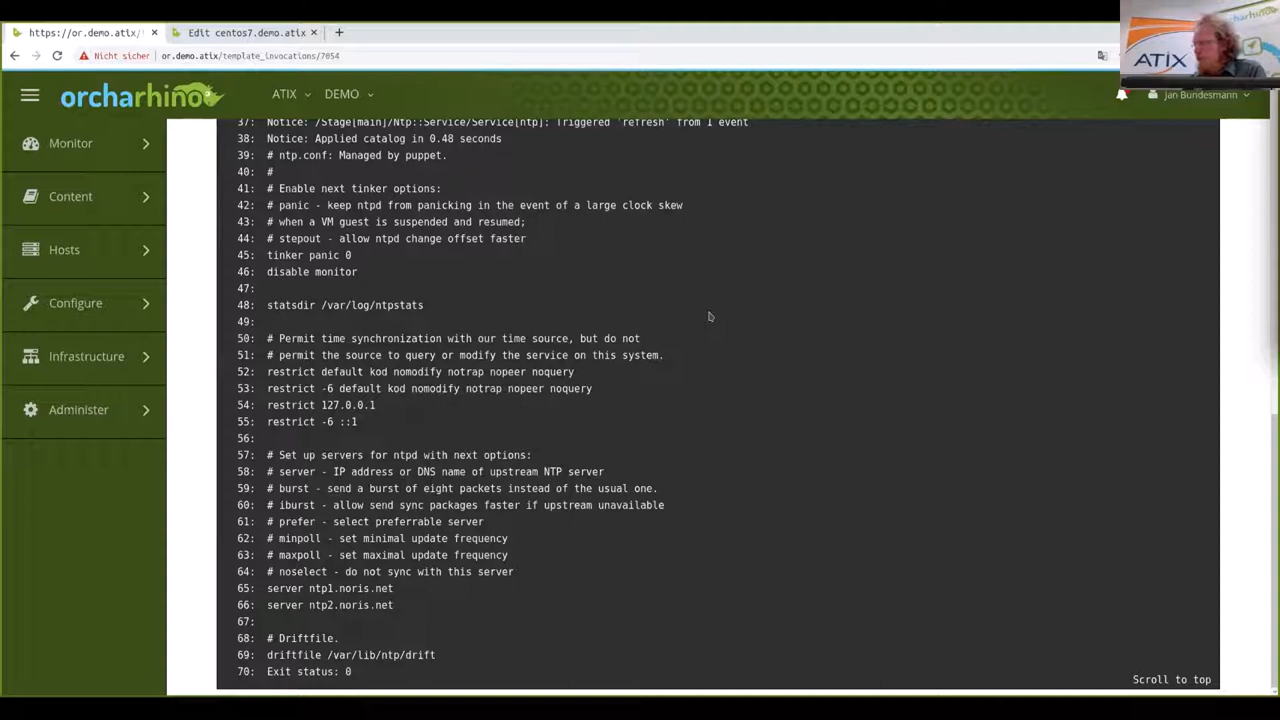 https://or.demo.atix/
Edit centos7.demo.atix
Nicht sicher
or.demo.atix/template_invocations/7054
orcharhino
ATIX
DEMO
Jan Bundesmann
ATIX
orcharhino
Monitor
Content
Hosts
Configure
Infrastructure
Administer
37: Notice: /Stage[main]/Ntp::Service/Service[ntp]: Triggered 'refresh' from 1 event
38: Notice: Applied catalog in 0.48 seconds
39: # ntp.conf: Managed by puppet.
40: #
41: # Enable next tinker options:
42: # panic - keep ntpd from panicking in the event of a large clock skew
43: # when a VM guest is suspended and resumed;
44: # stepout - allow ntpd change offset faster
45: tinker panic 0
46: disable monitor
47:
48: statsdir /var/log/ntpstats
49:
50: # Permit time synchronization with our time source, but do not
51: # permit the source to query or modify the service on this system.
52: restrict default kod nomodify notrap nopeer noquery
53: restrict -6 default kod nomodify notrap nopeer noquery
54: restrict 127.0.0.1
55: restrict -6 ::1
56:
57: # Set up servers for ntpd with next options:
58: # server - IP address or DNS name of upstream NTP server
59: # burst - send a burst of eight packets instead of the usual one.
60: # iburst - allow send sync packages faster if upstream unavailable
61: # prefer - select preferrable server
62: # minpoll - set minimal update frequency
63: # maxpoll - set maximal update frequency
64: # noselect - do not sync with this server
65: server ntp1.noris.net
66: server ntp2.noris.net
67:
68: # Driftfile.
69: driftfile /var/lib/ntp/drift
70: Exit status: 0
Scroll to top